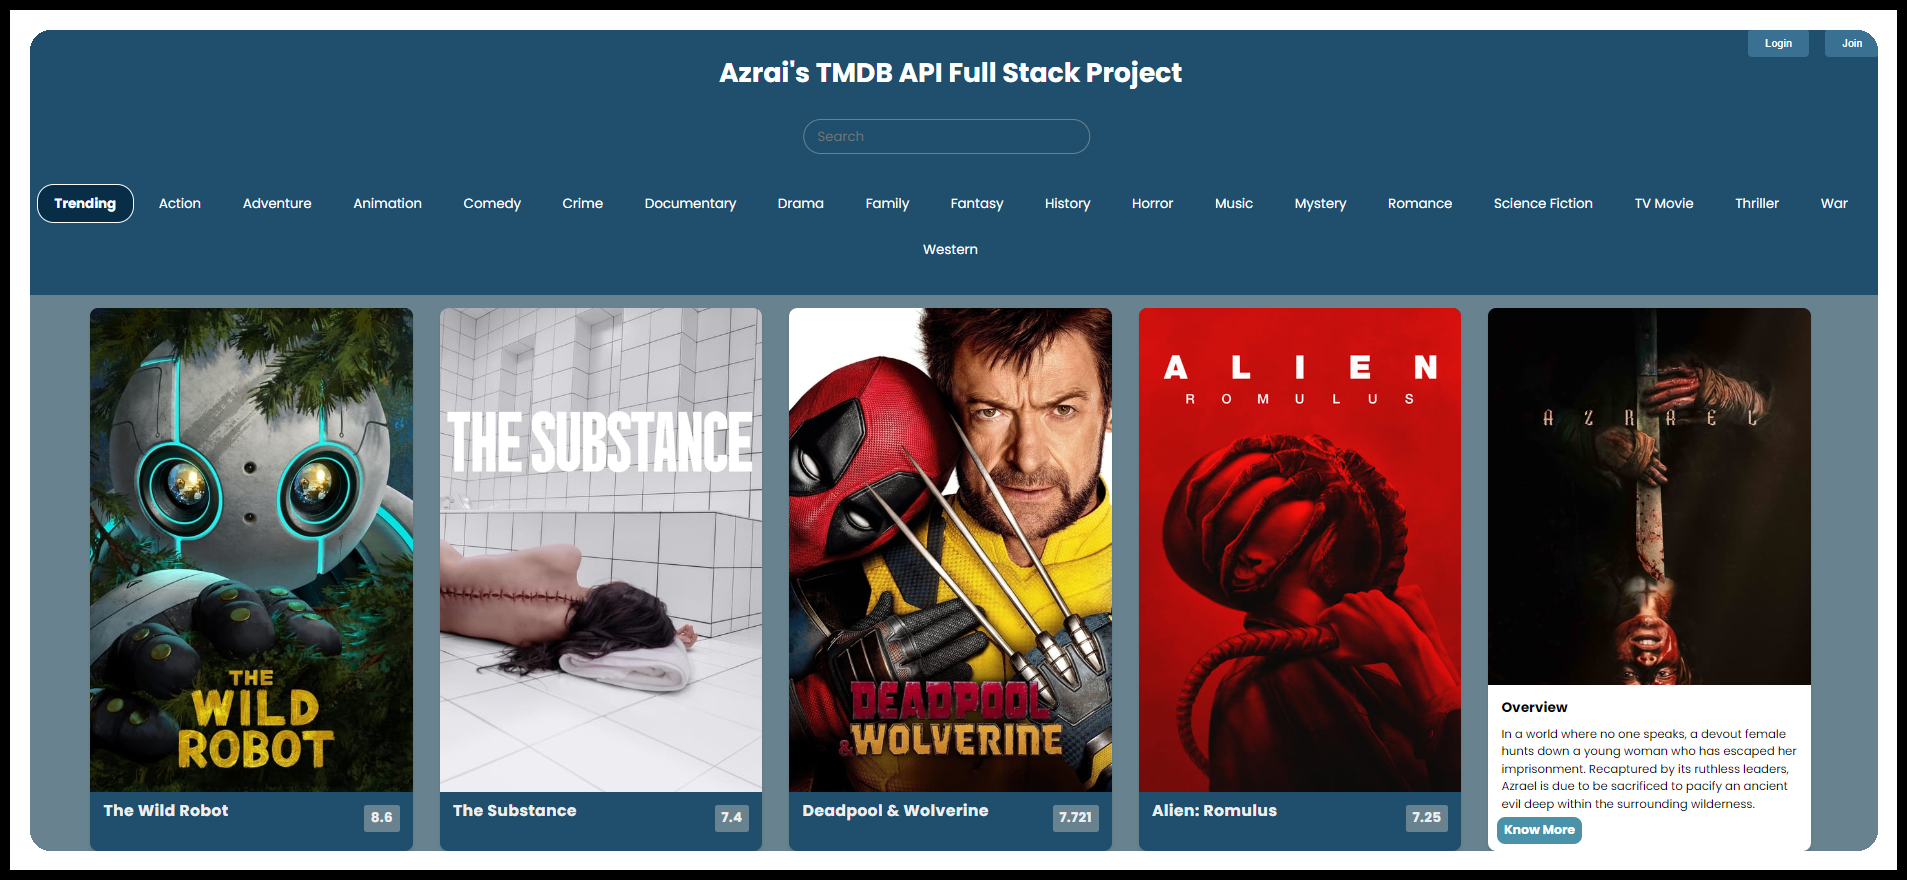 Login Join
Azrai's TMDB API Full Stack Project
Search
Trending Action Adventure Animation Comedy Crime Documentary Drama Family Fantasy History Horror Music Mystery Romance Science Fiction TV Movie Thriller War
Western
THE
WILD
ROBOT
The Wild Robot 8.6
THE SUBSTANCE
The Substance 7.4
DEADPOOL
& WOLVERINE
Deadpool & Wolverine 7.721
ALIEN
ROMULUS
Alien: Romulus 7.25
AZRAEL
Overview
In a world where no one speaks, a devout female
hunts down a young woman who has escaped her
imprisonment. Recaptured by its ruthless leaders,
Azrael is due to be sacrificed to pacify an ancient
evil deep within the surrounding wilderness.
Know More